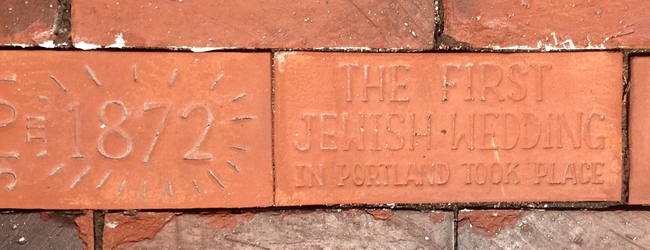 1872
THE FIRST
JEWISH WEDDING
IN PORTLAND TOOK PLACE